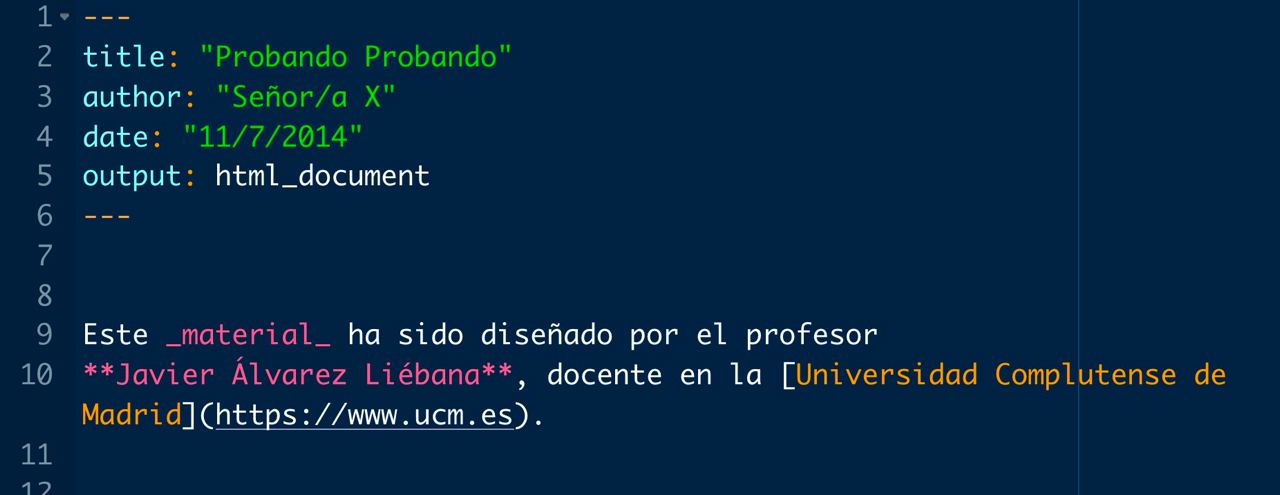 1 ---
2 title: "Probando Probando"
3 author: "Señor/a X"
4 date: "11/7/2014"
5 output: html_document
6 ---
7
8
9 Este _material_ ha sido diseñado por el profesor
10 **Javier Álvarez Liébana**, docente en la [Universidad Complutense de
Madrid](https://www.ucm.es).
11
12